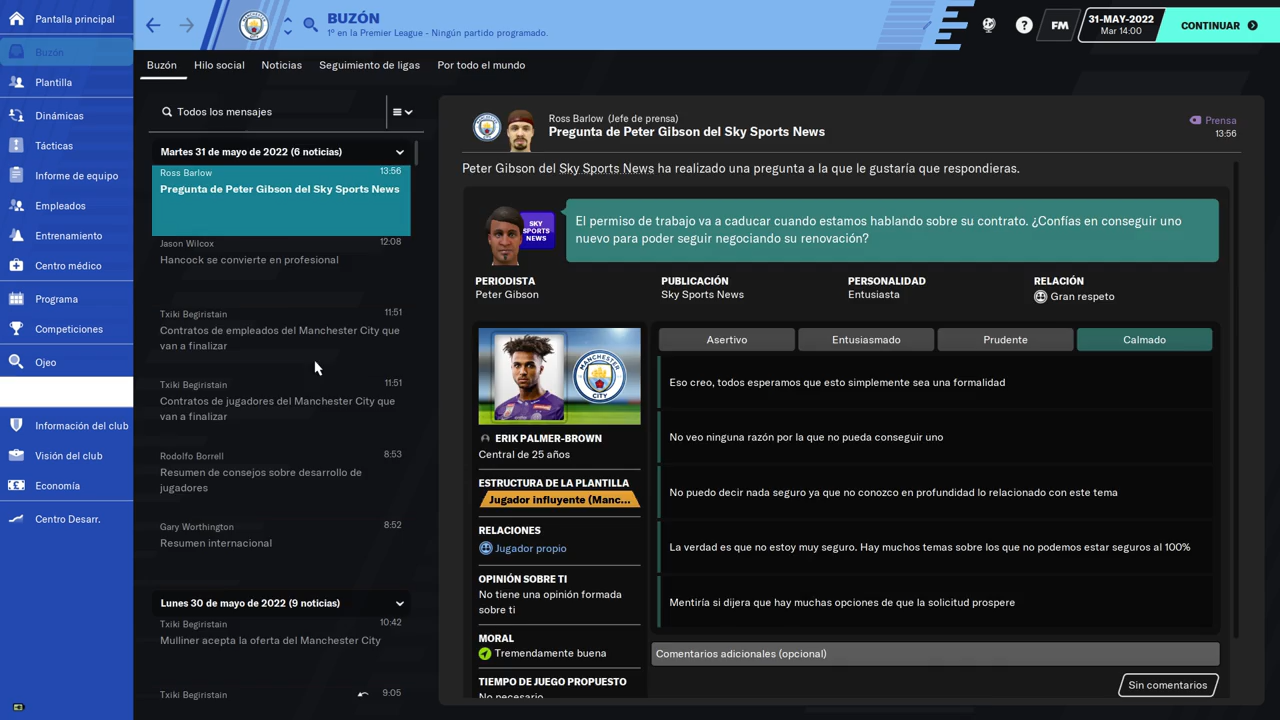 Pantalla principal
Buzón
Plantilla
Dinámicas
Tácticas
Informe de equipo
Empleados
Entrenamiento
Centro médico
Programa
Competiciones
Ojeo
Información del club
Visión del club
Economía
Centro Desarr.
BUZÓN
1º en la Premier League - Ningún partido programado.
FM
31-MAY-2022
Mar 14:00
CONTINUAR
Buzón
Hilo social
Noticias
Seguimiento de ligas
Por todo el mundo
Todos los mensajes
Martes 31 de mayo de 2022 (6 noticias)
Ross Barlow 13:56
Pregunta de Peter Gibson del Sky Sports News
Jason Wilcox 12:08
Hancock se convierte en profesional
Txiki Begiristain 11:51
Contratos de empleados del Manchester City que
van a finalizar
Txiki Begiristain 11:51
Contratos de jugadores del Manchester City que
van a finalizar
Rodolfo Borrell 8:53
Resumen de consejos sobre desarrollo de
jugadores
Gary Worthington 8:52
Resumen internacional
Lunes 30 de mayo de 2022 (9 noticias)
Txiki Begiristain 10:42
Mulliner acepta la oferta del Manchester City
Txiki Begiristain 9:05
Ross Barlow (Jefe de prensa)
Pregunta de Peter Gibson del Sky Sports News
Prensa
13:56
Peter Gibson del Sky Sports News ha realizado una pregunta a la que le gustaría que respondieras.
SKY
SPORTS
NEWS
El permiso de trabajo va a caducar cuando estamos hablando sobre su contrato. ¿Confías en conseguir uno
nuevo para poder seguir negociando su renovación?
PERIODISTA
Peter Gibson
PUBLICACIÓN
Sky Sports News
PERSONALIDAD
Entusiasta
RELACIÓN
Gran respeto
MANCHESTER
CITY
ERIK PALMER-BROWN
Central de 25 años
ESTRUCTURA DE LA PLANTILLA
Jugador influyente (Manc...
RELACIONES
Jugador propio
OPINIÓN SOBRE TI
No tiene una opinión formada
sobre ti
MORAL
Tremendamente buena
TIEMPO DE JUEGO PROPUESTO
No necesario
Asertivo
Entusiasmado
Prudente
Calmado
Eso creo, todos esperamos que esto simplemente sea una formalidad
No veo ninguna razón por la que no pueda conseguir uno
No puedo decir nada seguro ya que no conozco en profundidad lo relacionado con este tema
La verdad es que no estoy muy seguro. Hay muchos temas sobre los que no podemos estar seguros al 100%
Mentiría si dijera que hay muchas opciones de que la solicitud prospere
Comentarios adicionales (opcional)
Sin comentarios